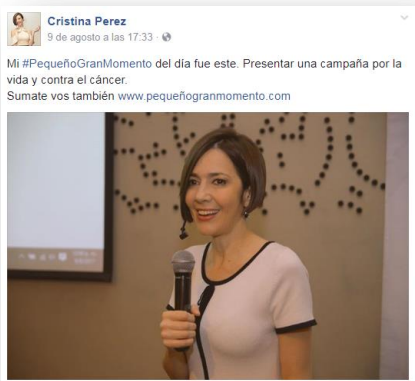 Cristina Perez
9 de agosto a las 17:33 ·
Mi #PequeñoGranMomento del día fue este. Presentar una campaña por la
vida y contra el cáncer.
Sumate vos también www.pequeñogranmomento.com